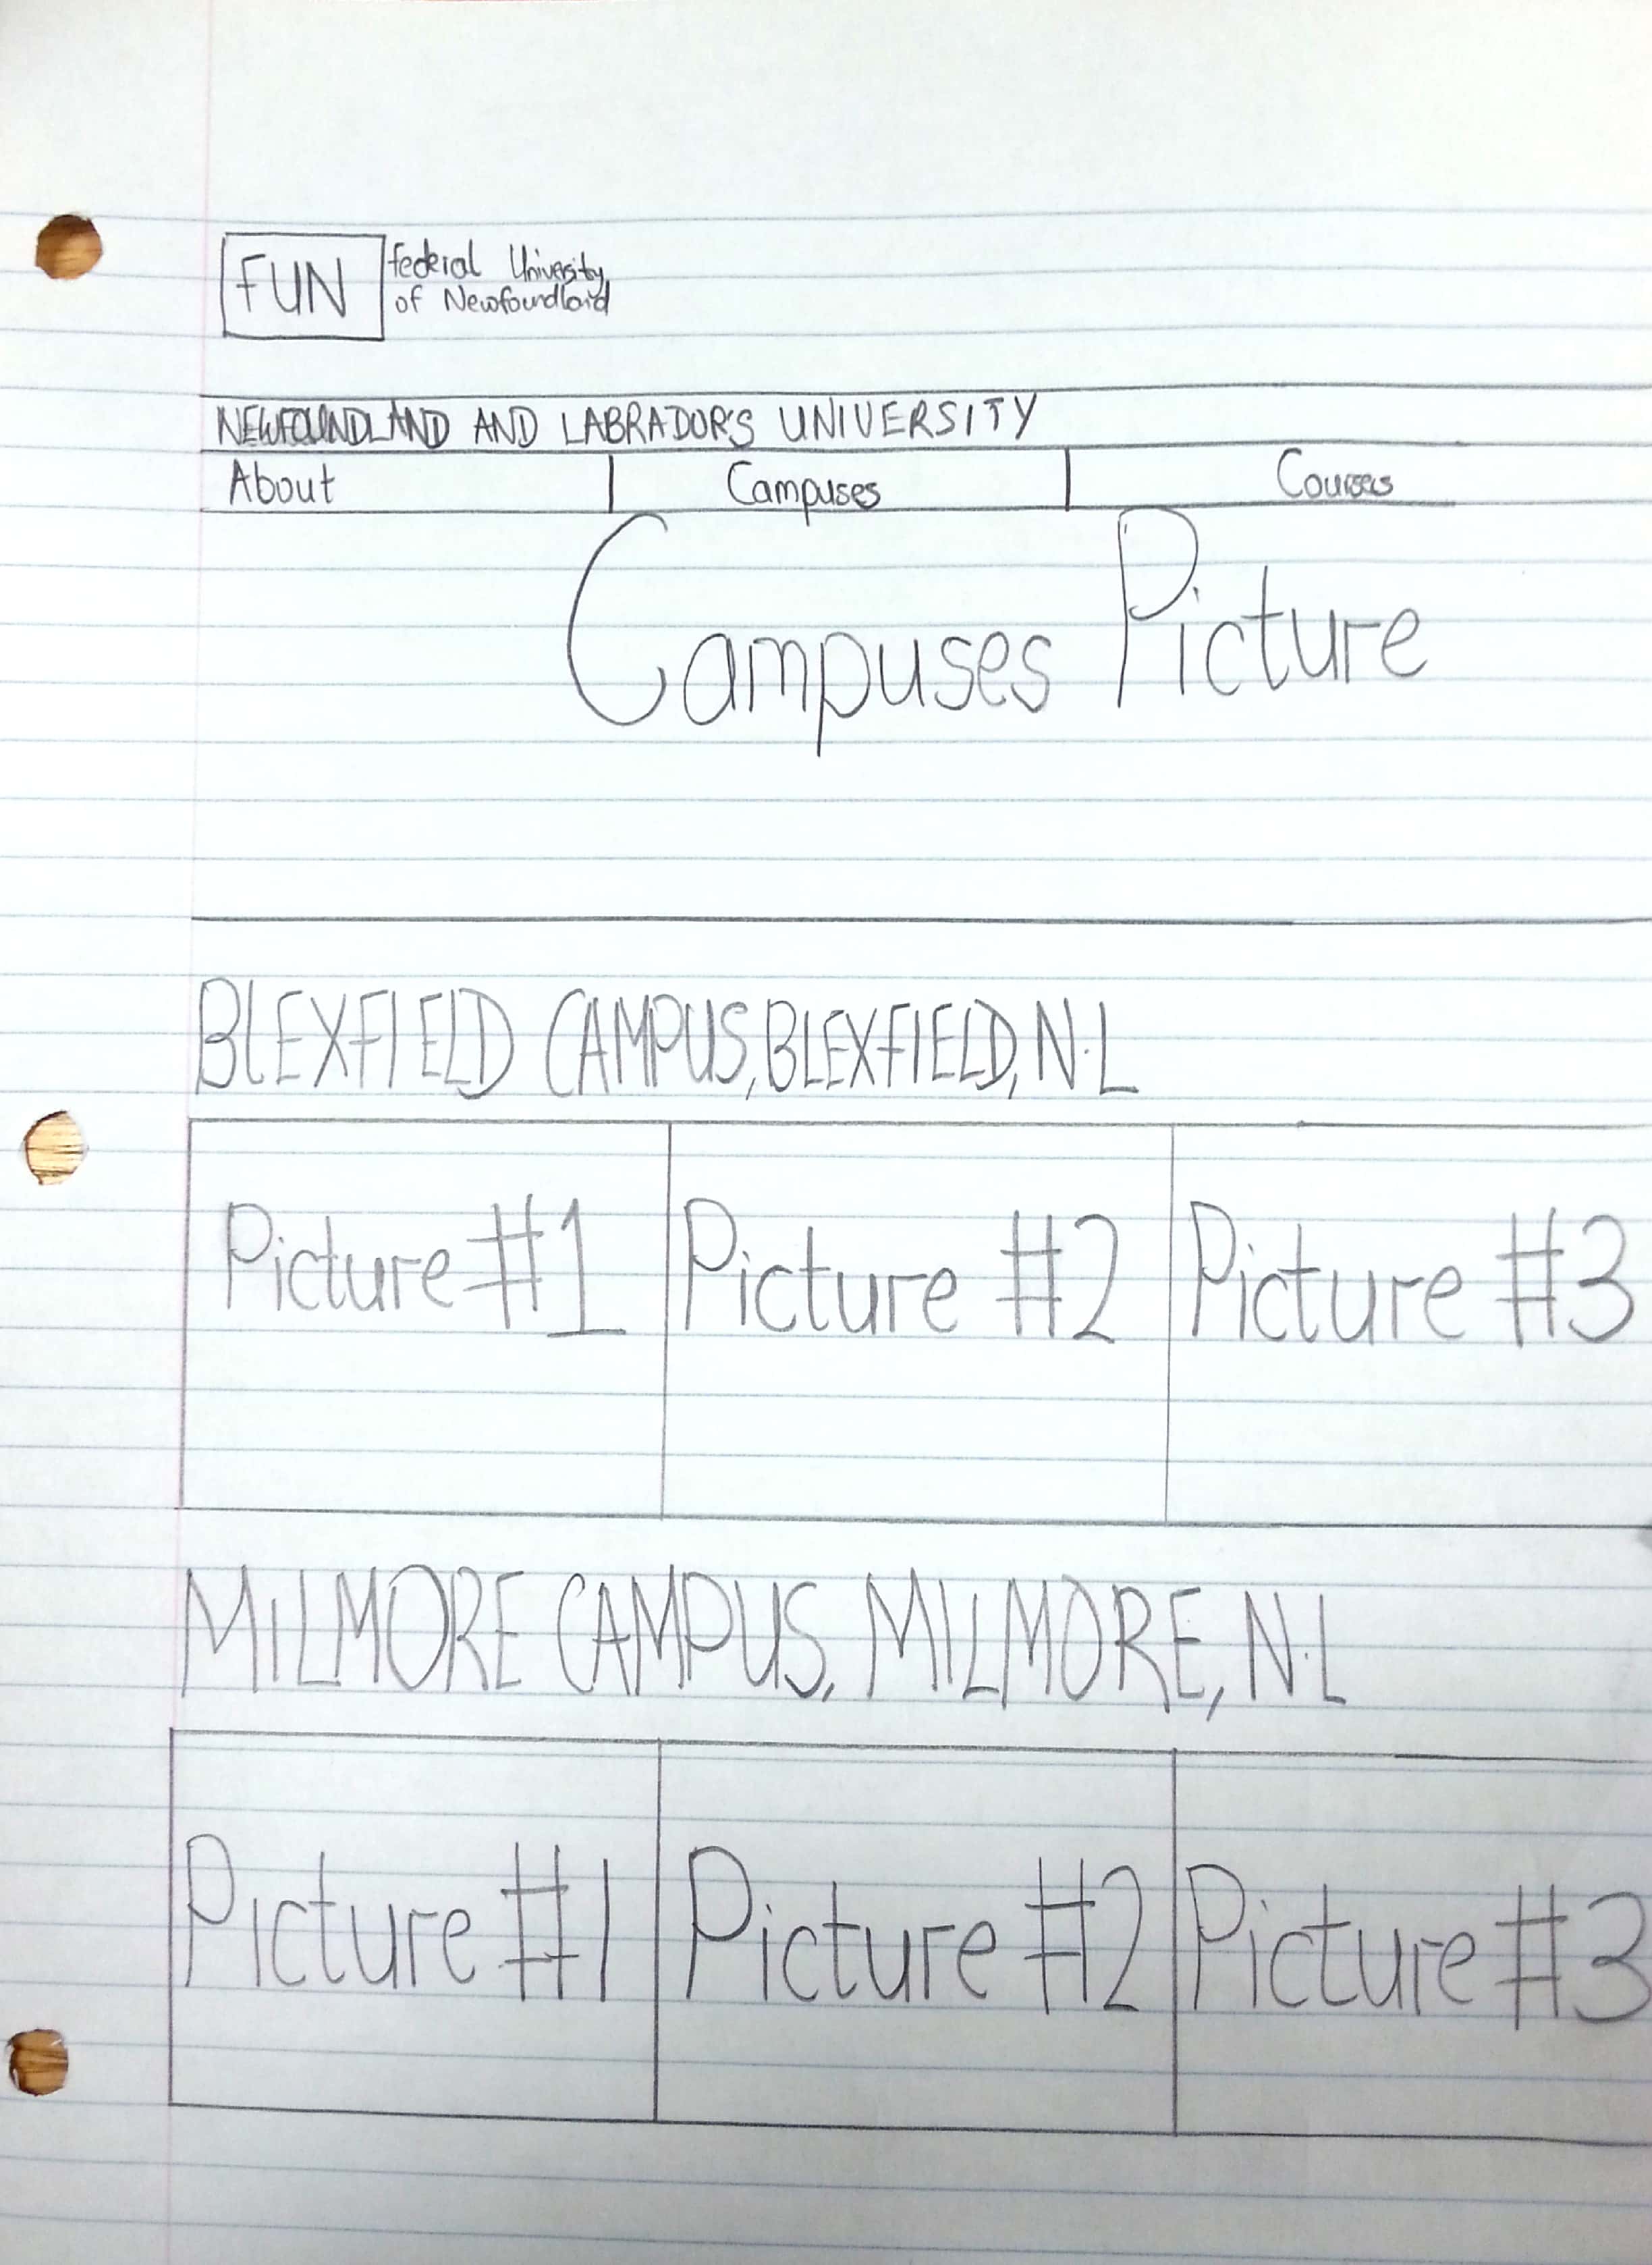 FUN
Federal University
of Newfoundland
NEWFOUNDLAND AND LABRADOR'S UNIVERSITY
About Campuses Courses
Campuses Picture
BLEXFIELD CAMPUS, BLEXFIELD, N.L
Picture #1 Picture #2 Picture #3
MILMORE CAMPUS, MILMORE, N.L
Picture #1 Picture #2 Picture #3